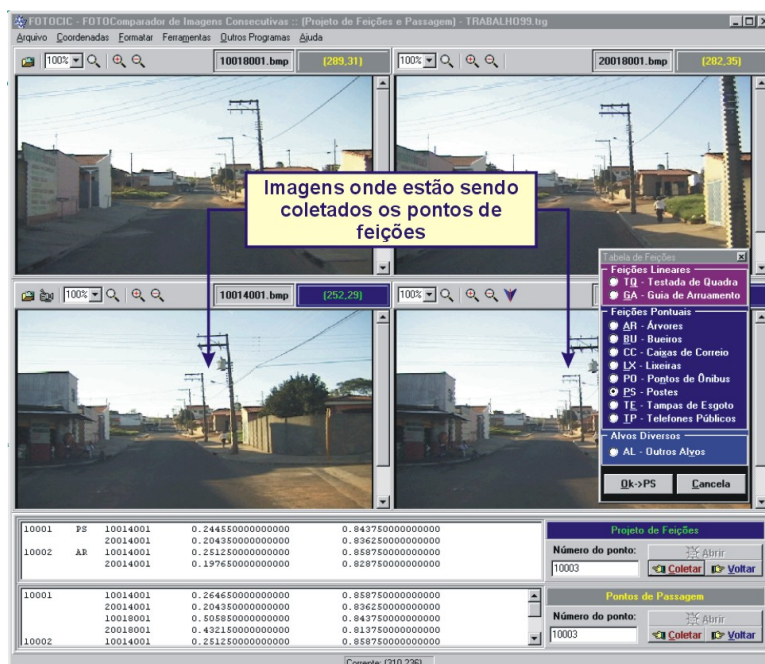 FOTOCIC - FOTOComparador de Imagens Consecutivas :: [Projeto de Feições e Passagem] - TRABALHO99.trg
Arquivo Coordenadas Formatar Ferramentas Outros Programas Ajuda
100% 10018001.bmp (289,31) 100% 20018001.bmp (282,35)
Imagens onde estão sendo
coletados os pontos de
feições
100% 10014001.bmp (252,29) 100%
Tabela de Feições
Feições Lineares
TQ - Testada de Quadra
GA - Guia de Arruamento
Feições Pontuais
AR - Árvores
BU - Bueiros
CC - Caixas de Correio
LX - Lixeiras
PO - Pontos de Ônibus
PS - Postes
TE - Tampas de Esgoto
TP - Telefones Públicos
Alvos Diversos
AL - Outros Alvos
Ok->PS Cancela
10001 PS 10014001 0.244550000000000 0.843750000000000
20014001 0.204350000000000 0.836250000000000
10002 AR 10014001 0.251250000000000 0.858750000000000
20014001 0.197650000000000 0.828750000000000
Projeto de Feições
Número do ponto: Abrir
10003 Coletar Voltar
10001 10014001 0.264650000000000 0.858750000000000
20014001 0.204350000000000 0.836250000000000
10018001 0.505850000000000 0.843750000000000
20018001 0.432150000000000 0.813750000000000
10002 10014001 0.251250000000000 0.858750000000000
Pontos de Passagem
Número do ponto: Abrir
10003 Coletar Voltar
Corrente: (310,236)